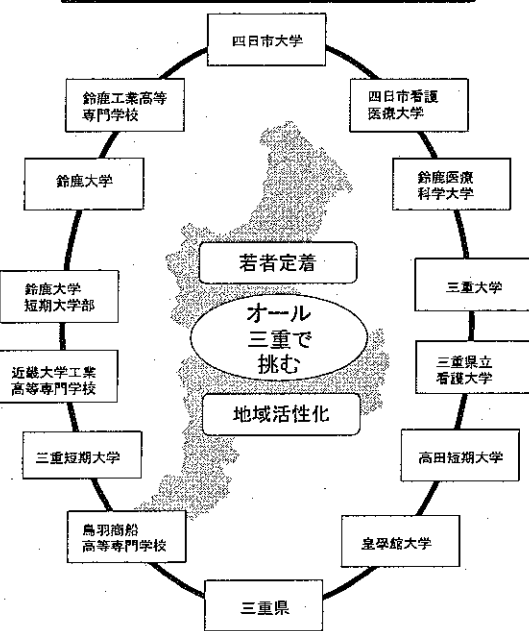 四日市大学
鈴鹿工業高等
専門学校
四日市看護
医療大学
鈴鹿大学
鈴鹿医療
科学大学
若者定着
鈴鹿大学
短期大学部
三重大学
オール
三重で
挑む
近畿大学工業
高等専門学校
三重県立
看護大学
地域活性化
三重短期大学
高田短期大学
鳥羽商船
高等専門学校
皇學館大学
三重県